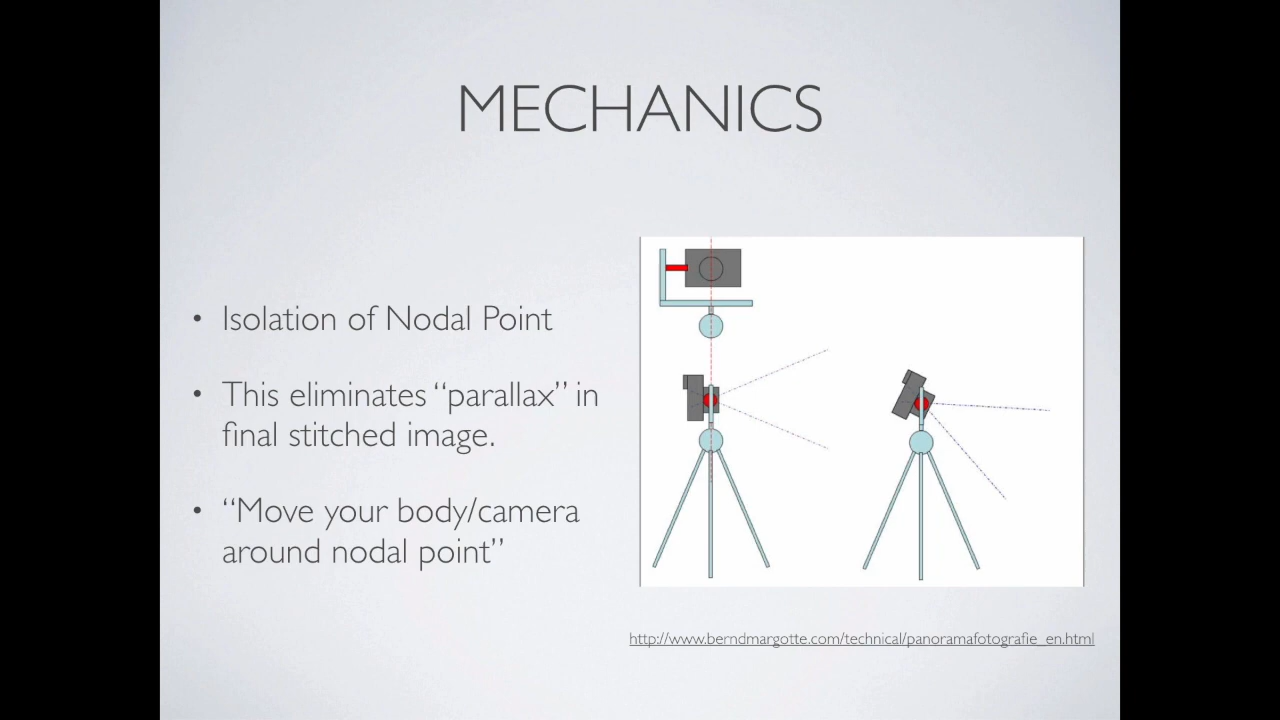 MECHANICS
• Isolation of Nodal Point
• This eliminates “parallax” in
final stitched image.
• “Move your body/camera
around nodal point”
http://www.berndmargotte.com/technical/panoramafotografie_en.html